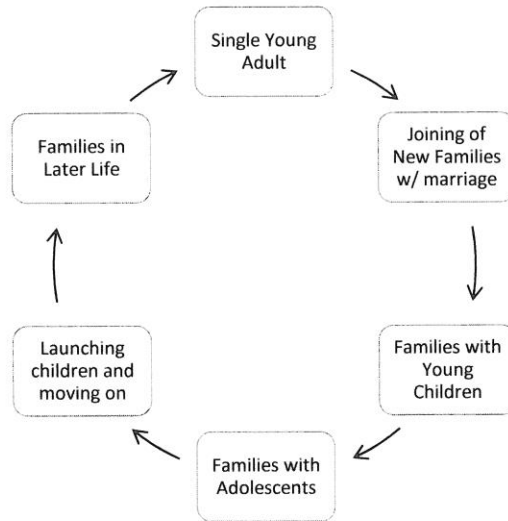 Single Young
Adult
Joining of
New Families
w/ marriage
Families with
Young
Children
Families with
Adolescents
Launching
children and
moving on
Families in
Later Life